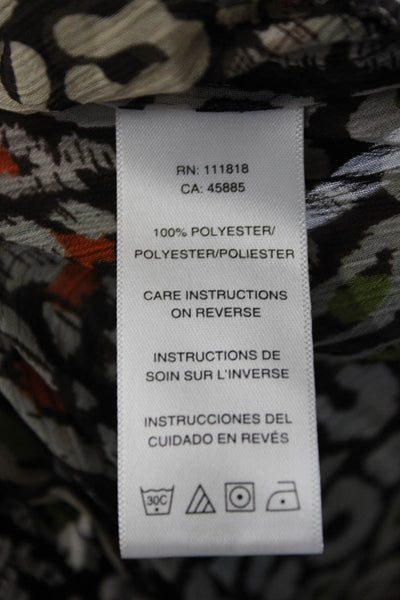 RN: 111818
CA: 45885
100% POLYESTER/
POLYESTER/POLIESTER
CARE INSTRUCTIONS
ON REVERSE
INSTRUCTIONS DE
SOIN SUR L'INVERSE
INSTRUCCIONES DEL
CUIDADO EN REVÉS
30C